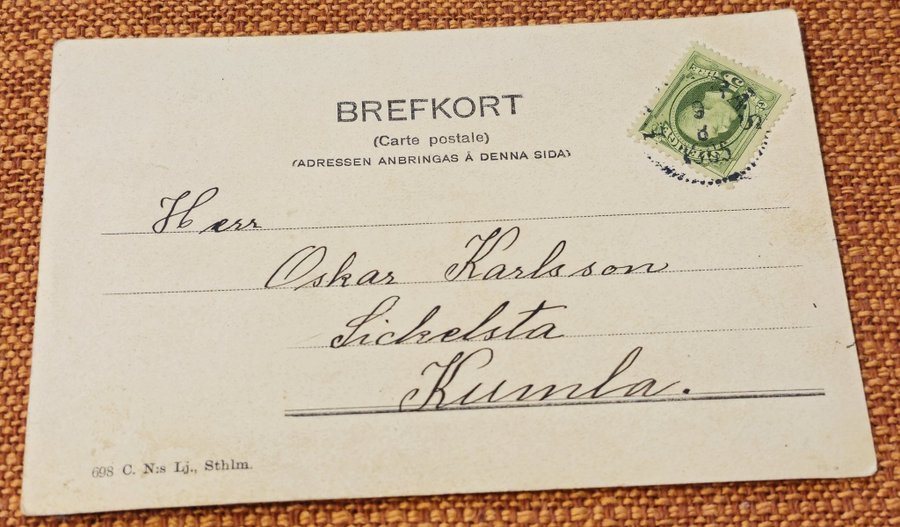 BREFKORT
(Carte postale)
(ADRESSEN ANBRINGAS Å DENNA SIDA)
Herr
Oskar Karlsson
Sickelsta
Kumla.
698 C. N:s Lj., Sthlm.